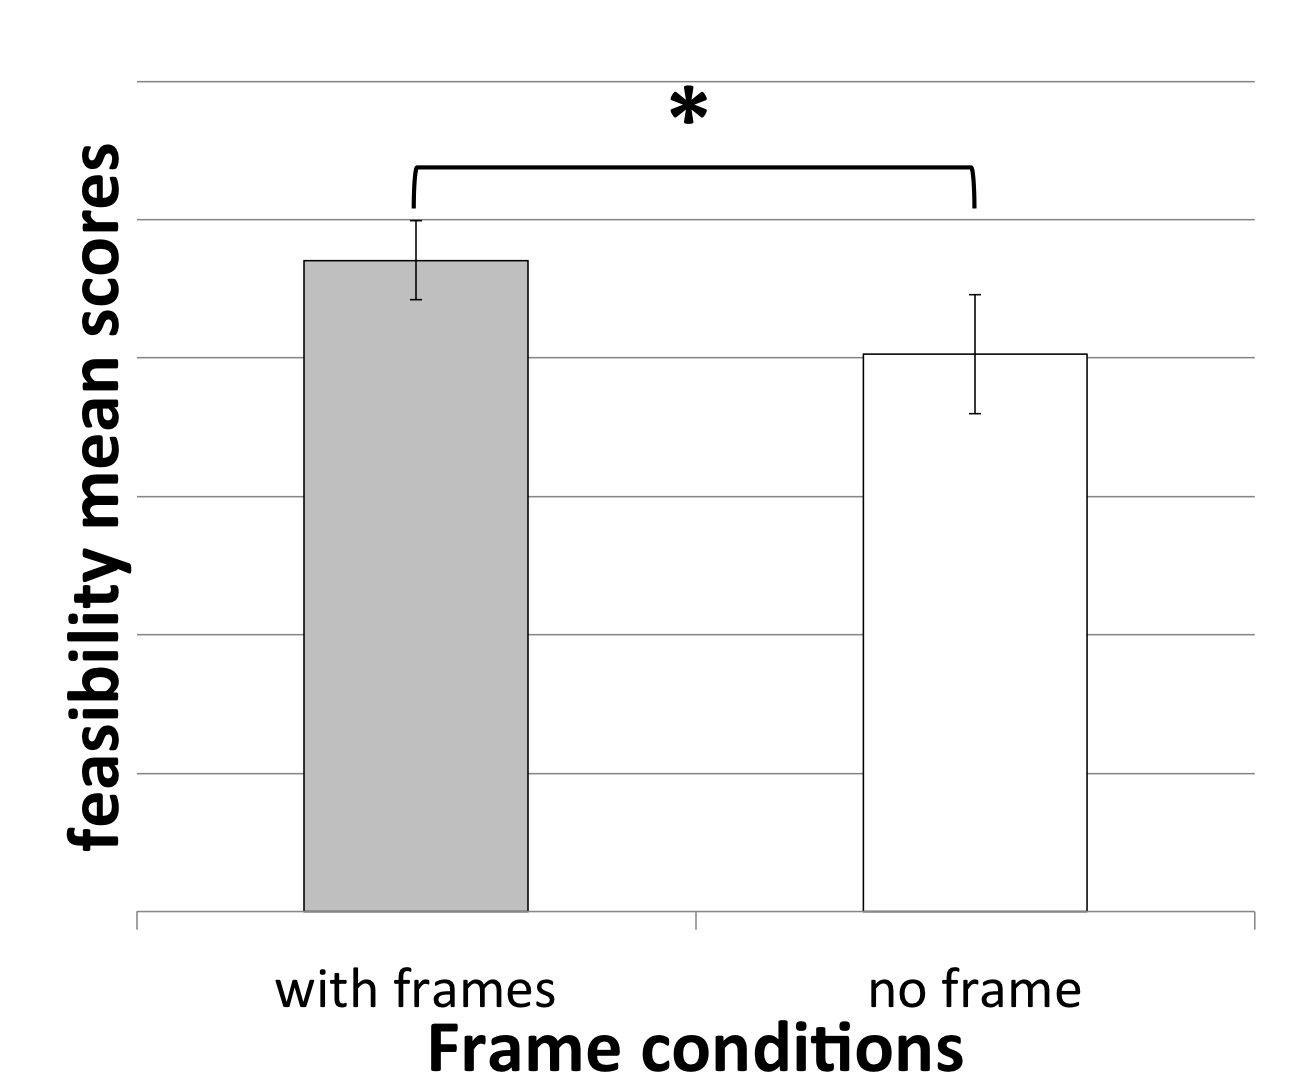 *
feasibility mean scores
with frames
no frame
Frame conditions